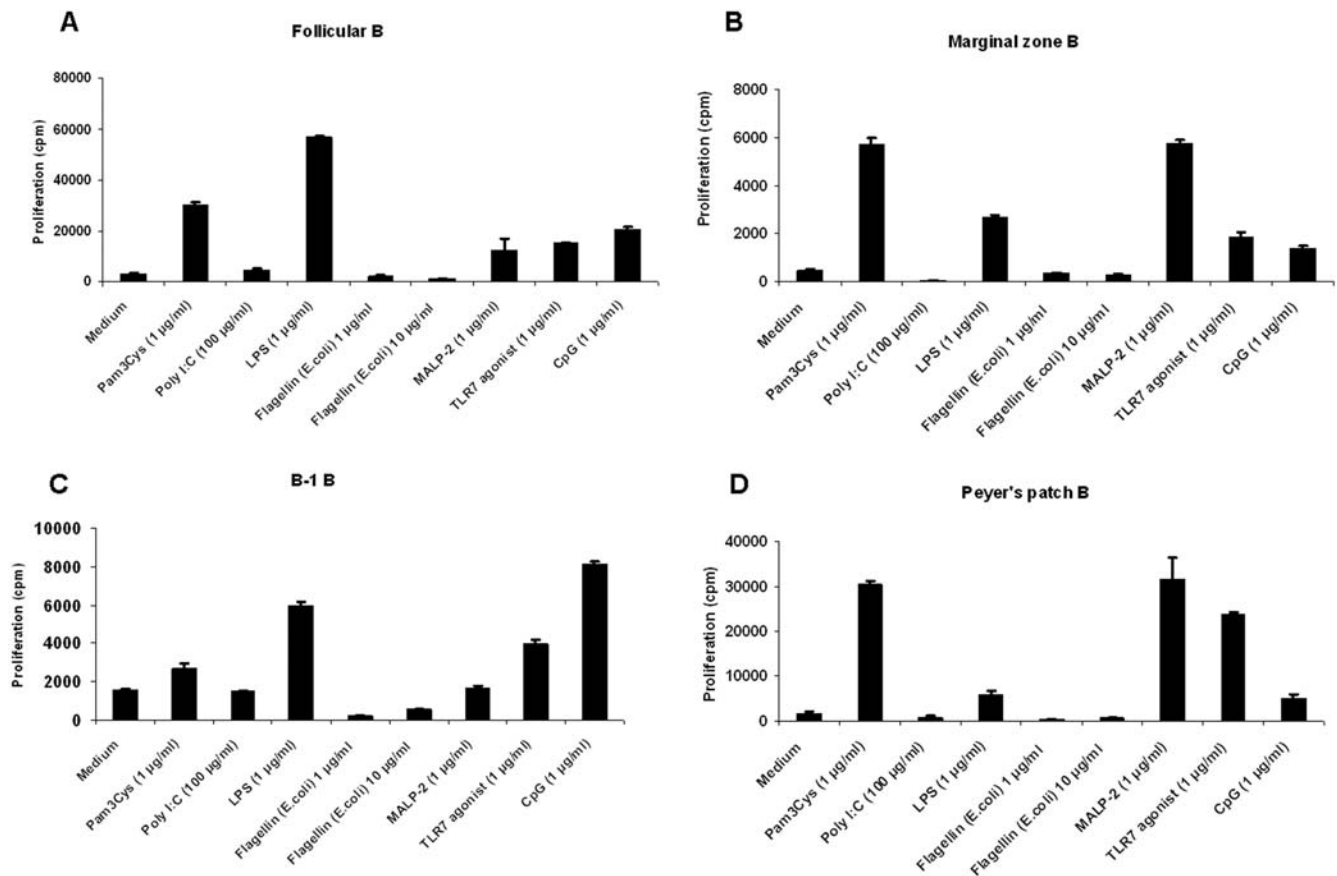 A
Follicular B
Proliferation (cpm)
80000
60000
40000
20000
0
Medium
Pam3Cys (1 µg/ml)
Poly I:C (100 µg/ml)
LPS (1 µg/ml)
Flagellin (E.coli) 1 µg/ml
Flagellin (E.coli) 10 µg/ml
MALP-2 (1 µg/ml)
TLR7 agonist (1 µg/ml)
CpG (1 µg/ml)
B
Marginal zone B
Proliferation (cpm)
8000
6000
4000
2000
0
Medium
Pam3Cys (1 µg/ml)
Poly I:C (100 µg/ml)
LPS (1 µg/ml)
Flagellin (E.coli) 1 µg/ml
Flagellin (E.coli) 10 µg/ml
MALP-2 (1 µg/ml)
TLR7 agonist (1 µg/ml)
CpG (1 µg/ml)
C
B-1 B
Proliferation (cpm)
10000
8000
6000
4000
2000
0
Medium
Pam3Cys (1 µg/ml)
Poly I:C (100 µg/ml)
LPS (1 µg/ml)
Flagellin (E.coli) 1 µg/ml
Flagellin (E.coli) 10 µg/ml
MALP-2 (1 µg/ml)
TLR7 agonist (1 µg/ml)
CpG (1 µg/ml)
D
Peyer's patch B
Proliferation (cpm)
40000
30000
20000
10000
0
Medium
Pam3Cys (1 µg/ml)
Poly I:C (100 µg/ml)
LPS (1 µg/ml)
Flagellin (E.coli) 1 µg/ml
Flagellin (E.coli) 10 µg/ml
MALP-2 (1 µg/ml)
TLR7 agonist (1 µg/ml)
CpG (1 µg/ml)